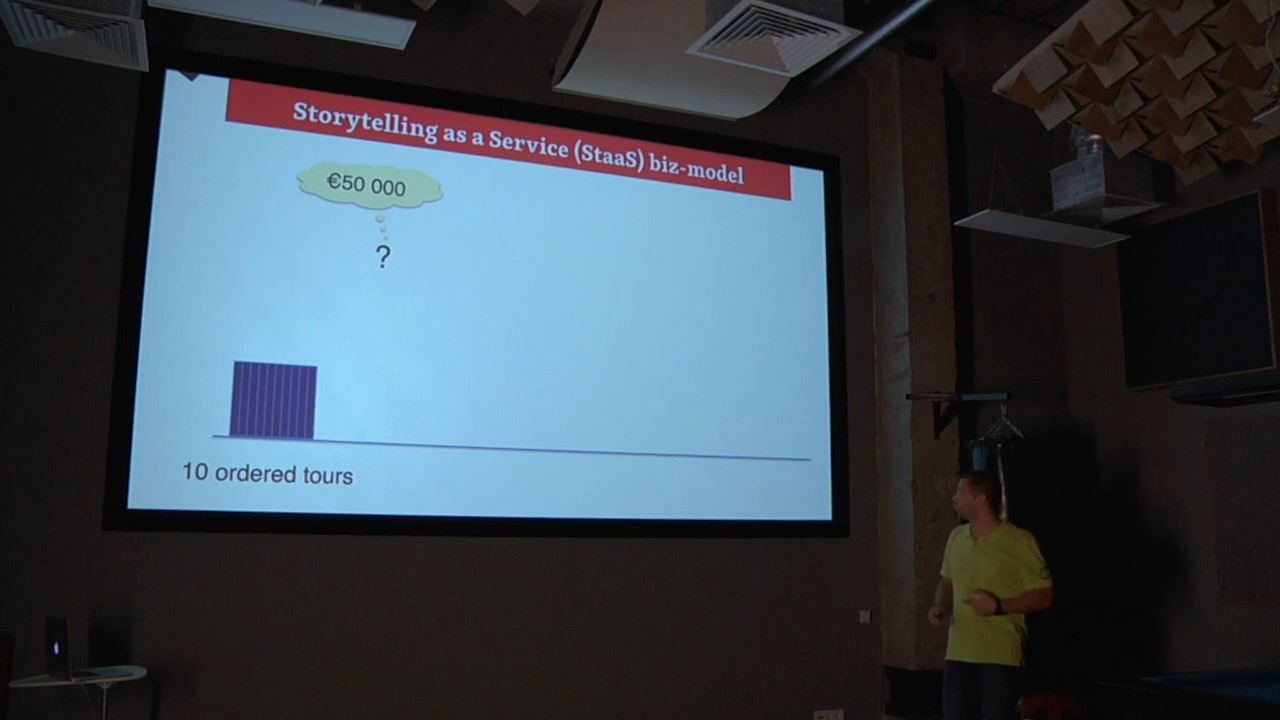 Storytelling as a Service (StaaS) biz-model
€50 000
?
10 ordered tours